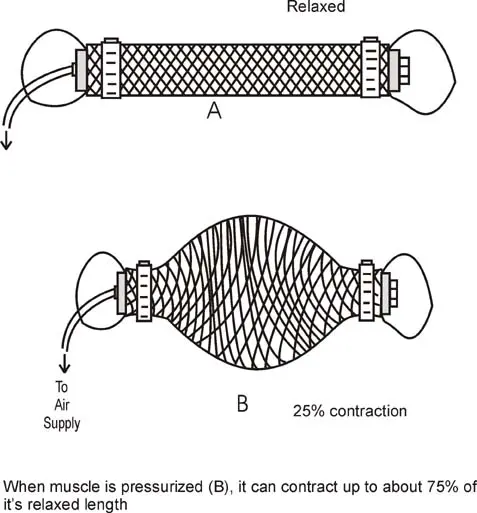 Relaxed
A
To
Air
Supply
B
25% contraction
When muscle is pressurized (B), it can contract up to about 75% of
it's relaxed length